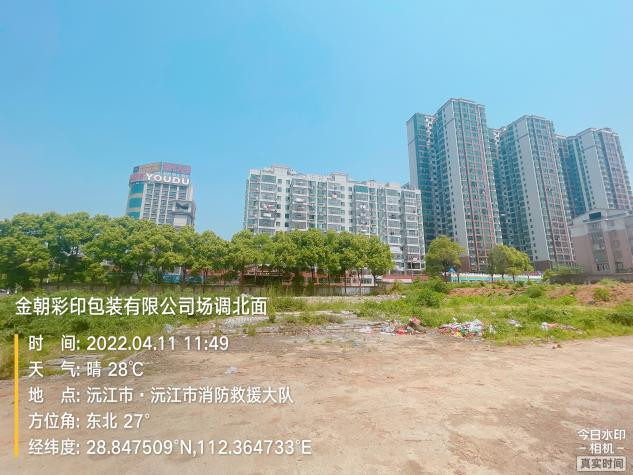 YOUDU
金朝彩印包装有限公司场调北面
时 间: 2022.04.11 11:49
天 气: 晴 28℃
地 点: 沅江市·沅江市消防救援大队
方位角: 东北 27°
经纬度: 28.847509°N,112.364733°E
今日水印
-相机-
真实时间